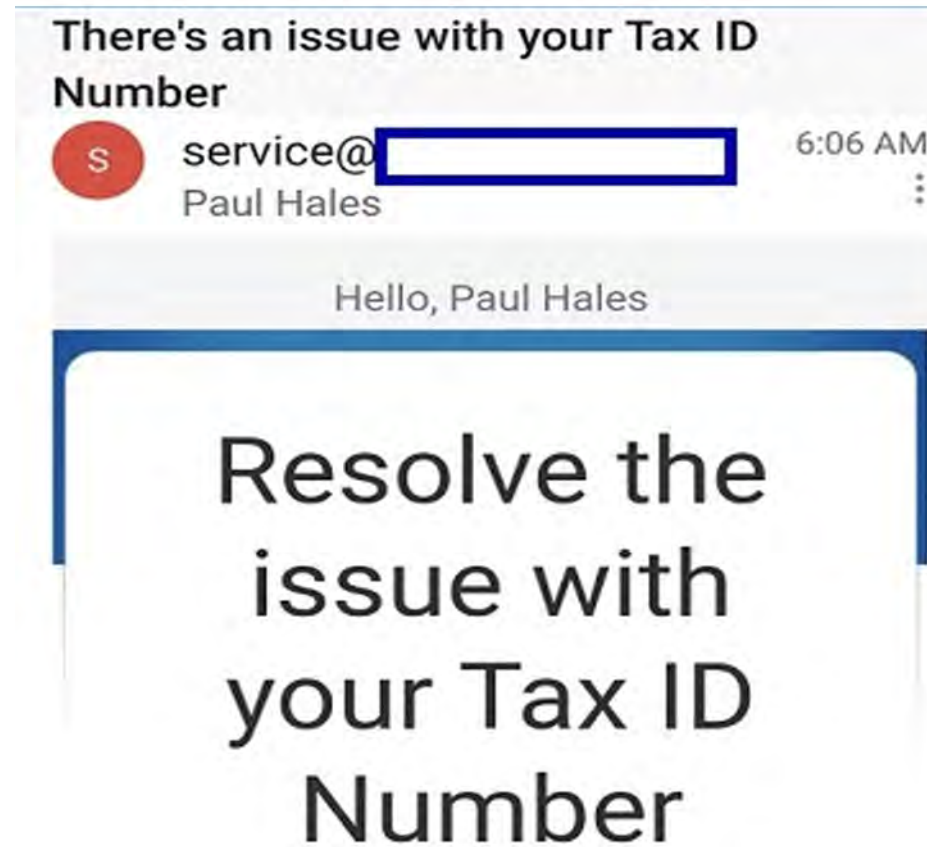 There's an issue with your Tax ID
Number
S
service@
6:06 AM
Paul Hales
Hello, Paul Hales
Resolve the
issue with
your Tax ID
Number